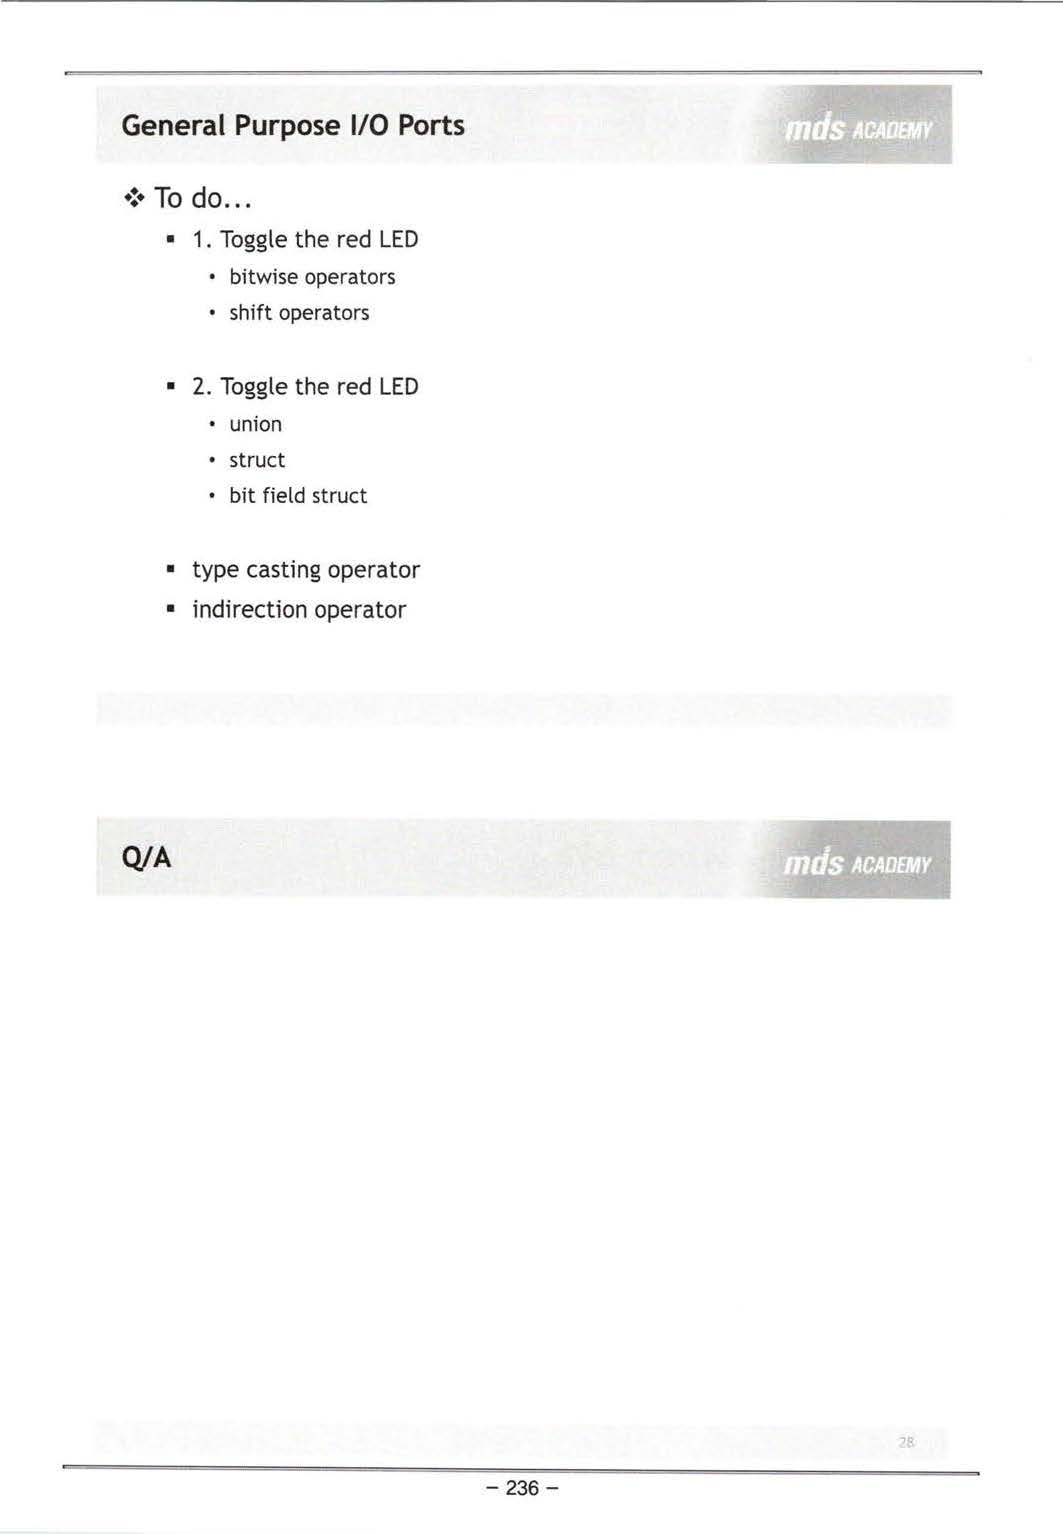 General Purpose I/O Ports
mds ACADEMY
❖ To do...
▪ 1. Toggle the red LED
• bitwise operators
• shift operators
▪ 2. Toggle the red LED
• union
• struct
• bit field struct
▪ type casting operator
▪ indirection operator
Q/A
mds ACADEMY
28
- 236 -